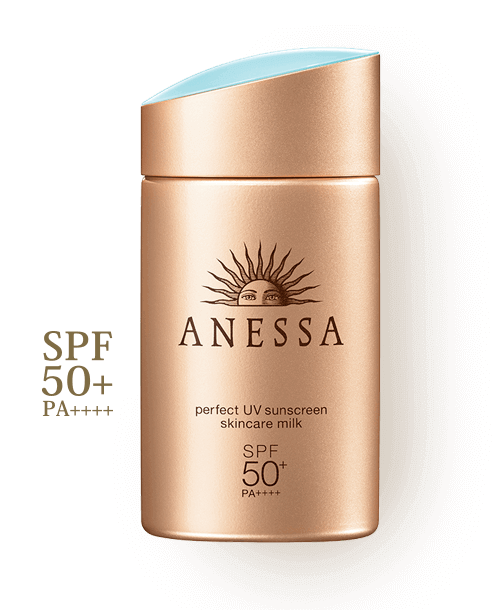 SPF
50+
PA++++
ANESSA
perfect UV sunscreen
skincare milk
SPF
50+
PA++++